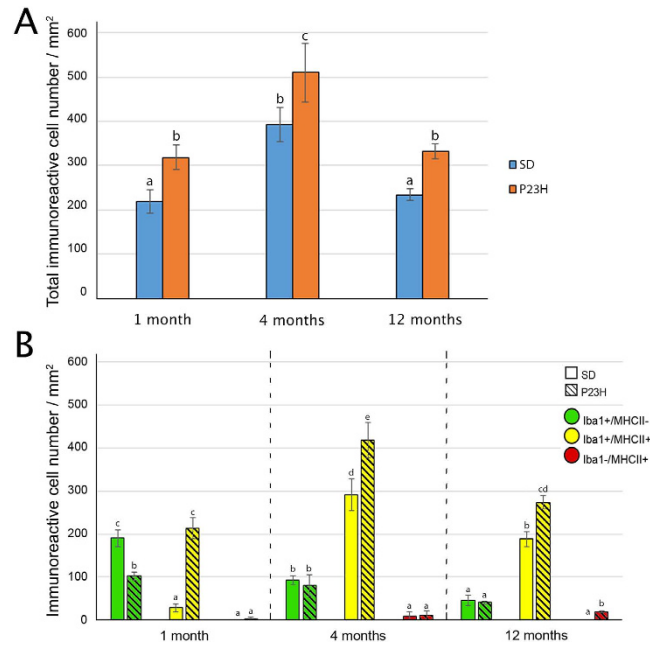 A
Total immunoreactive cell number / mm²
600
500
400
300
200
100
0
a
b
b
c
a
b
1 month
4 months
12 months
SD
P23H
B
Immunoreactive cell number / mm²
600
500
400
300
200
100
0
c
b
a
c
a
a
b
b
d
e
a
a
a
a
b
cd
a
b
1 month
4 months
12 months
SD
P23H
Iba1+/MHCII-
Iba1+/MHCII+
Iba1-/MHCII+